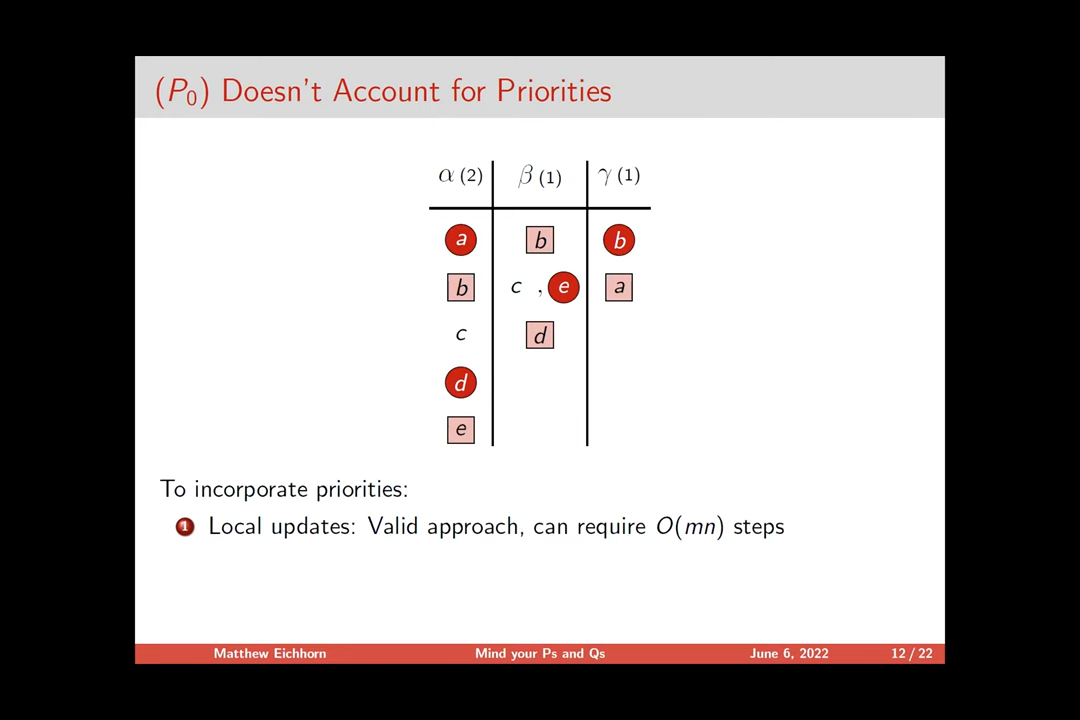 (P₀) Doesn't Account for Priorities
α (2) β (1) γ (1)
a b b
b c , e a
c d
d
e
To incorporate priorities:
1 Local updates: Valid approach, can require O(mn) steps
Matthew Eichhorn Mind your Ps and Qs June 6, 2022 12 / 22